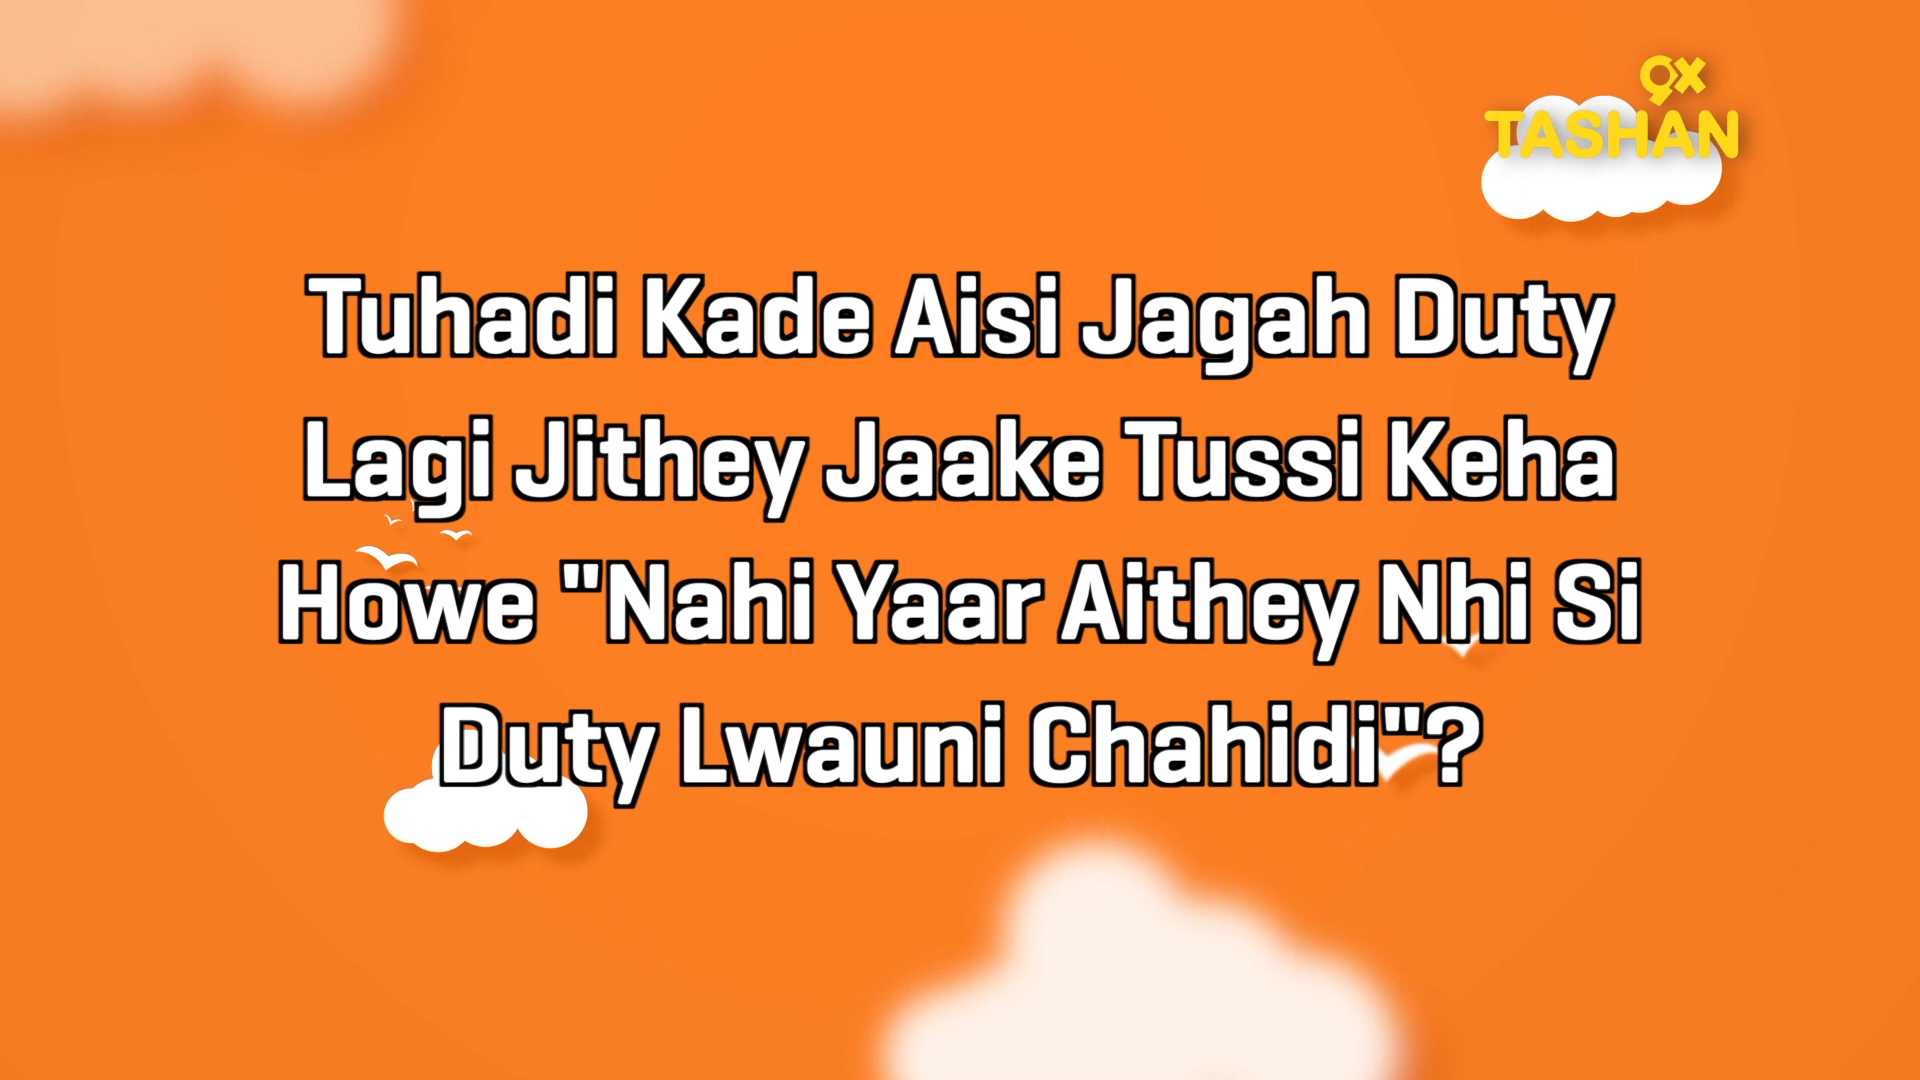 9x
TASHAN
Tuhadi Kade Aisi Jagah Duty
Lagi Jithey Jaake Tussi Keha
Howe "Nahi Yaar Aithey Nhi Si
Duty Lwauni Chahidi"?